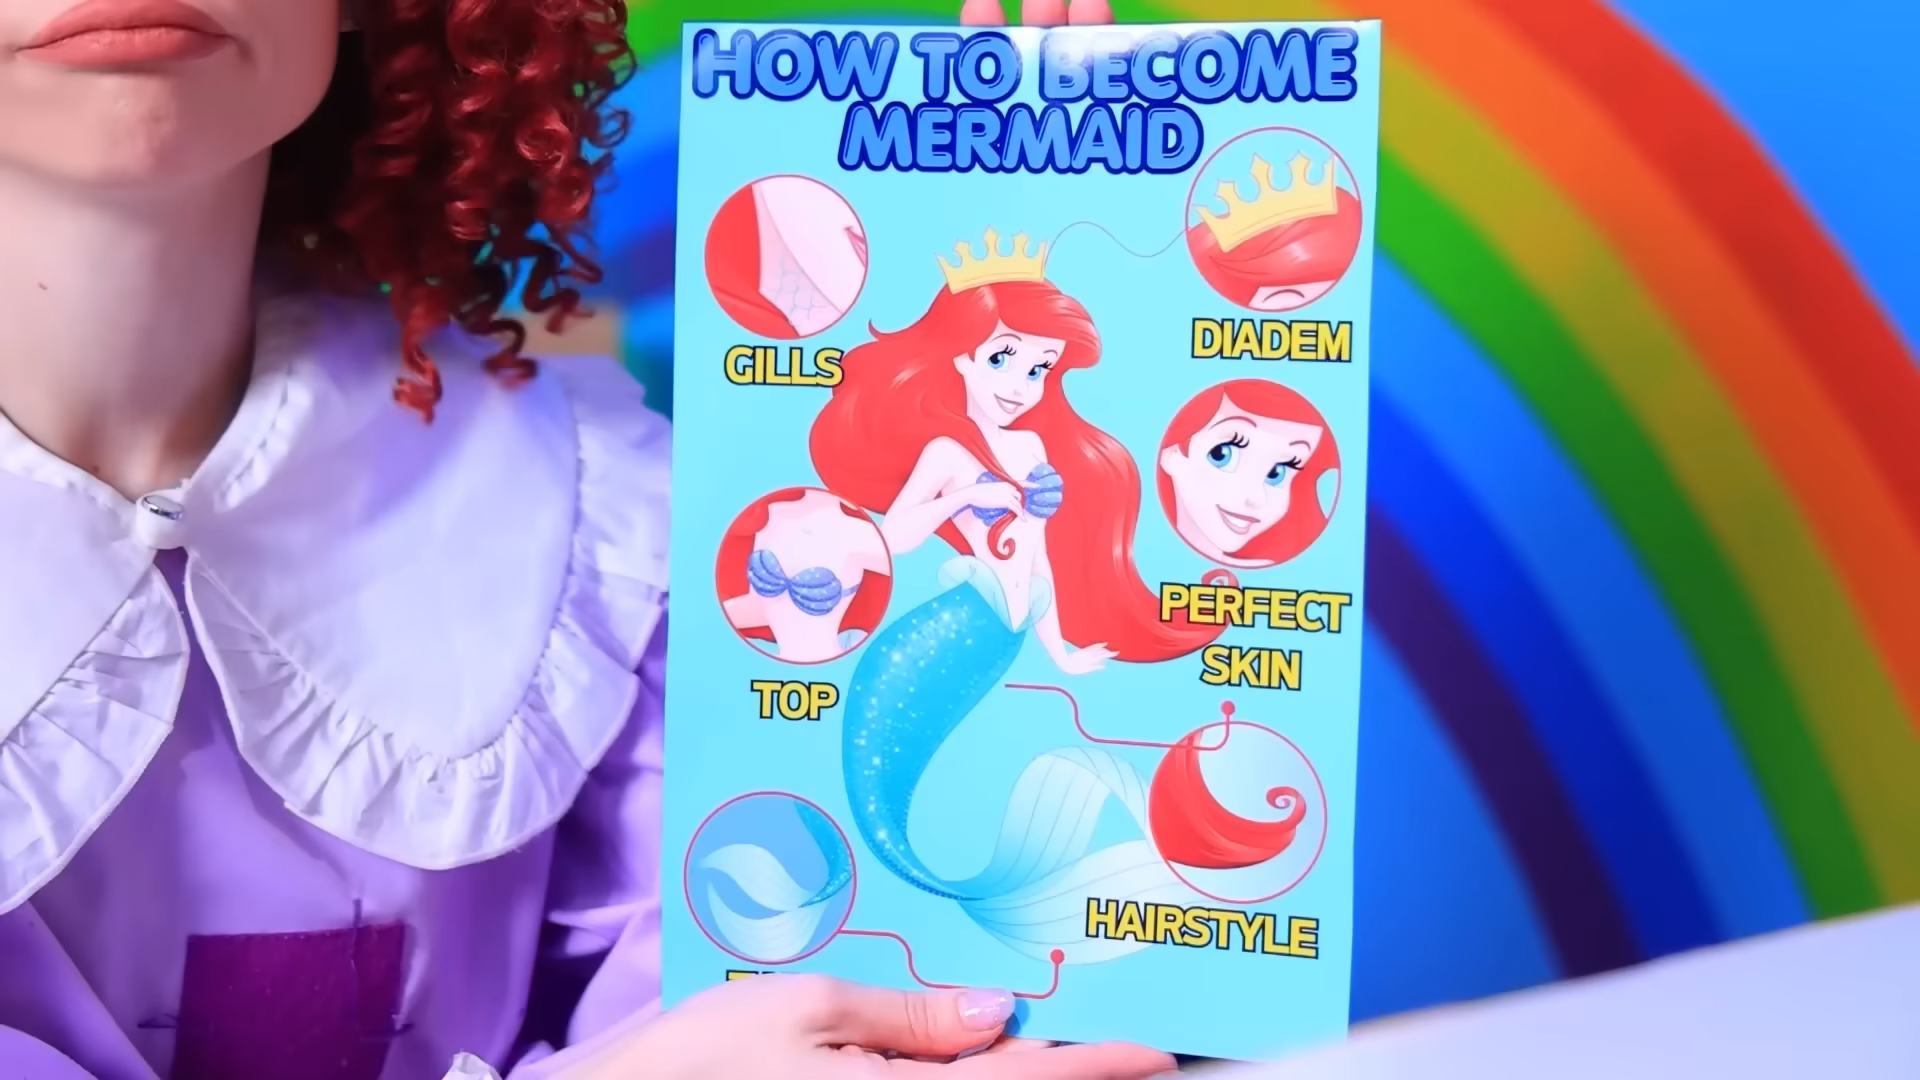 HOW TO BECOME
MERMAID
GILLS
DIADEM
TOP
PERFECT
SKIN
HAIRSTYLE